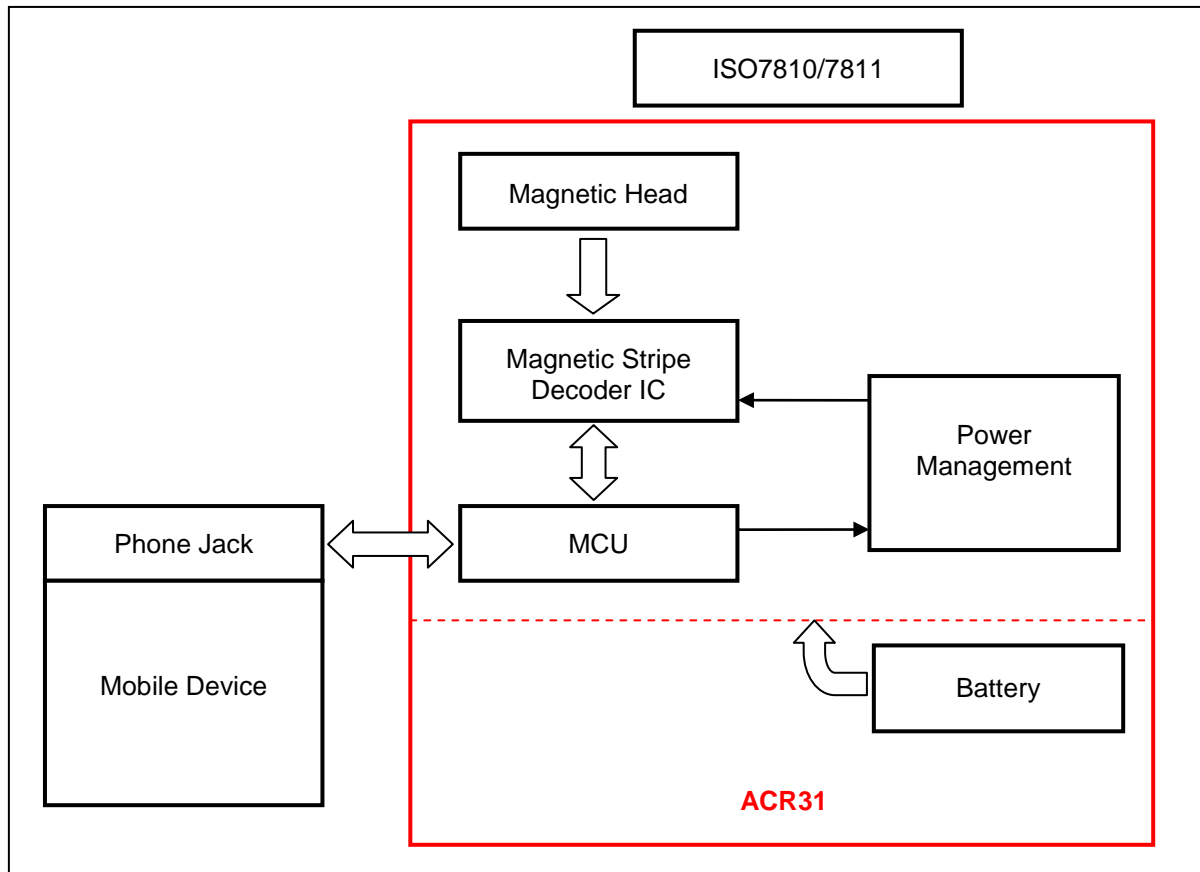 ISO7810/7811
Magnetic Head
Magnetic Stripe
Decoder IC
Power
Management
Phone Jack
MCU
Mobile Device
Battery
ACR31